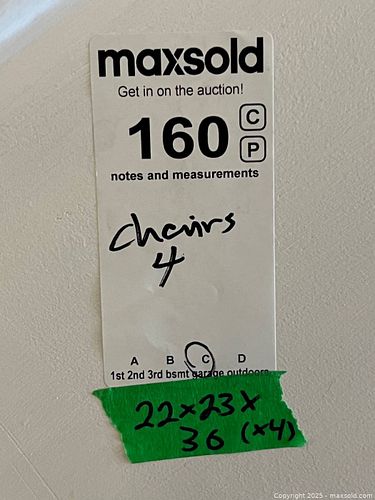 maxsold
Get in on the auction!
160 C
P
notes and measurements
chairs
4
A B C D
1st 2nd 3rd bsmt garage outdoors
22x23x
36 (x4)
Copyright 2025 - maxsold.com